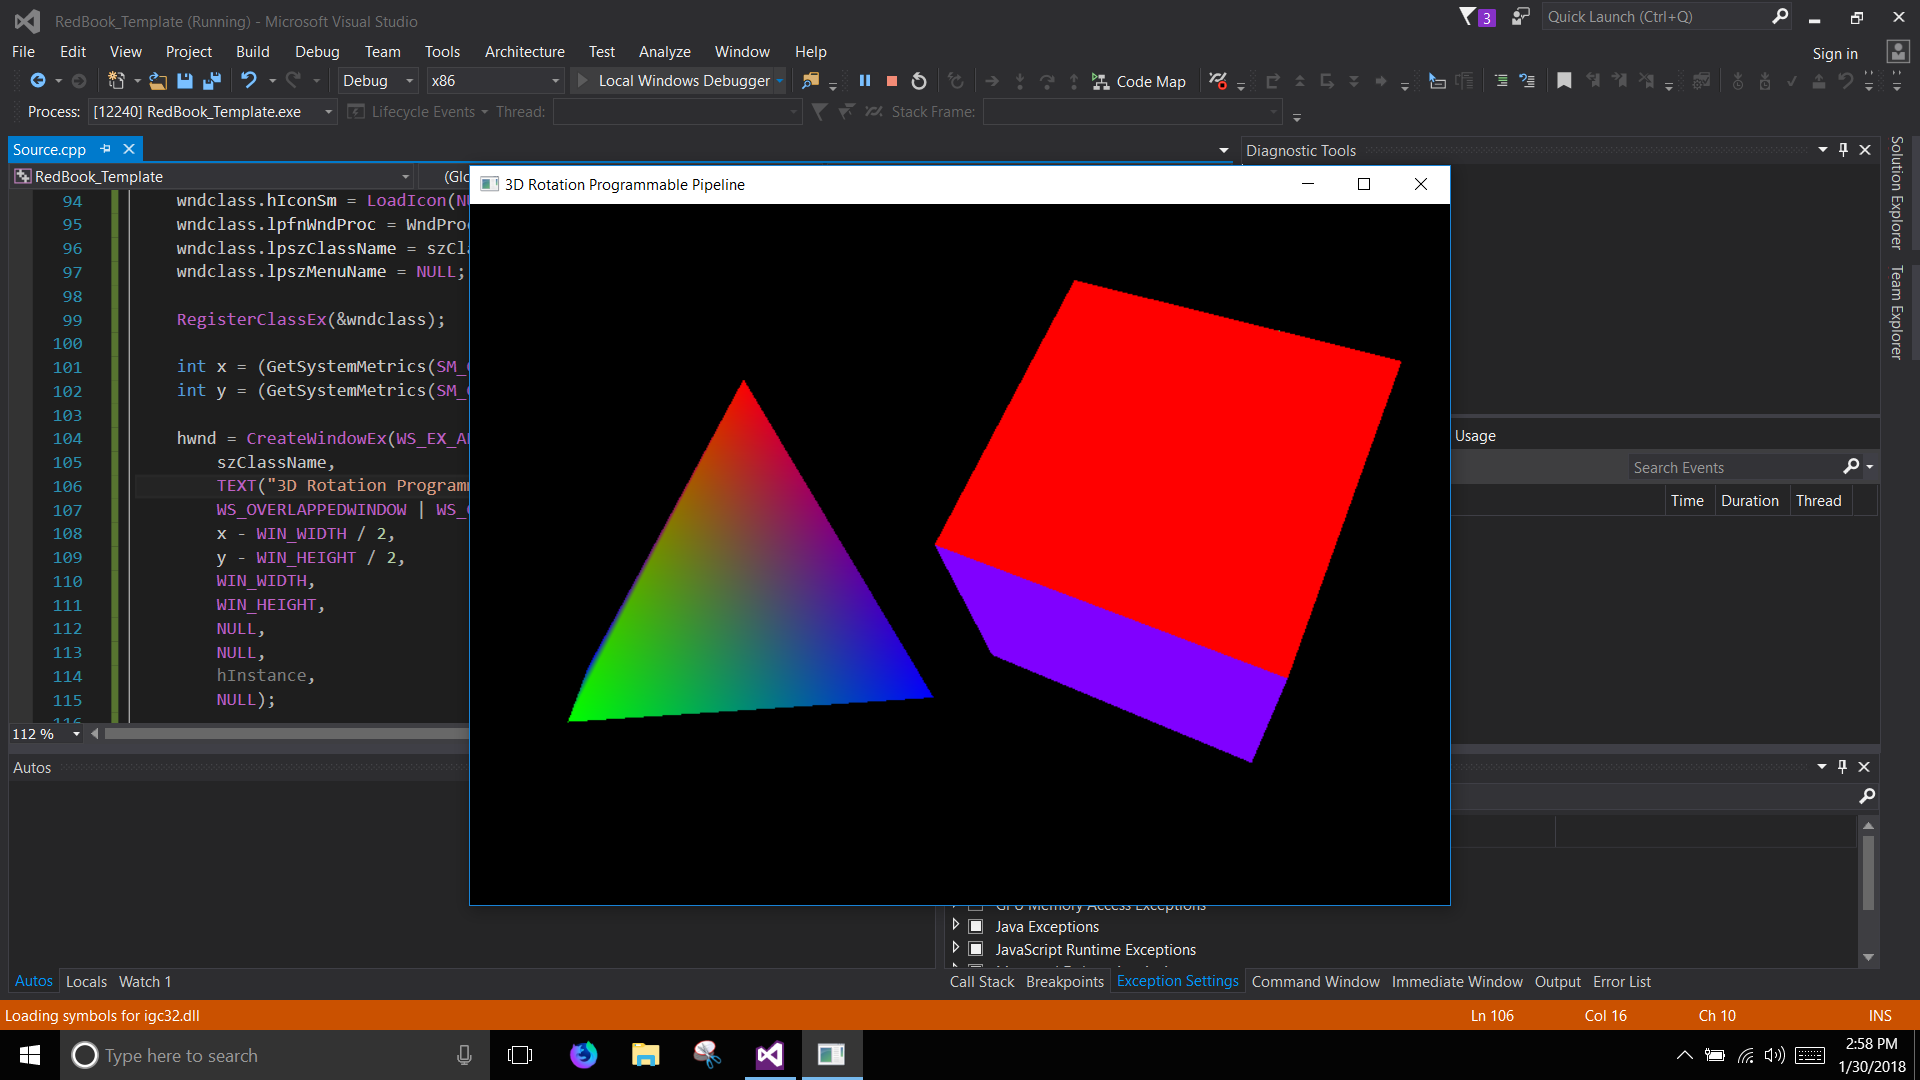 RedBook_Template (Running) - Microsoft Visual Studio
3
Quick Launch (Ctrl+Q)
File Edit View Project Build Debug Team Tools Architecture Test Analyze Window Help
Sign in
Debug x86 Local Windows Debugger Code Map
Process: [12240] RedBook_Template.exe Lifecycle Events Thread: Stack Frame:
Source.cpp
Diagnostic Tools
Solution Explorer
Team Explorer
RedBook_Template (Glo
3D Rotation Programmable Pipeline
94 wndclass.hIconSm = LoadIcon(NU
95 wndclass.lpfnWndProc = WndProc
96 wndclass.lpszClassName = szCla
97 wndclass.lpszMenuName = NULL;
98
99 RegisterClassEx(&wndclass);
100
101 int x = (GetSystemMetrics(SM_C
102 int y = (GetSystemMetrics(SM_C
103
104 hwnd = CreateWindowEx(WS_EX_AP
105 szClassName,
106 TEXT("3D Rotation Programm
107 WS_OVERLAPPEDWINDOW | WS_C
108 x - WIN_WIDTH / 2,
109 y - WIN_HEIGHT / 2,
110 WIN_WIDTH,
111 WIN_HEIGHT,
112 NULL,
113 NULL,
114 hInstance,
115 NULL);
116
112 %
Usage
Search Events
Time Duration Thread
Autos
GPU Memory Access Exceptions
Java Exceptions
JavaScript Runtime Exceptions
Autos Locals Watch 1
Call Stack Breakpoints Exception Settings Command Window Immediate Window Output Error List
Loading symbols for igc32.dll
Ln 106 Col 16 Ch 10 INS
Type here to search
2:58 PM
1/30/2018